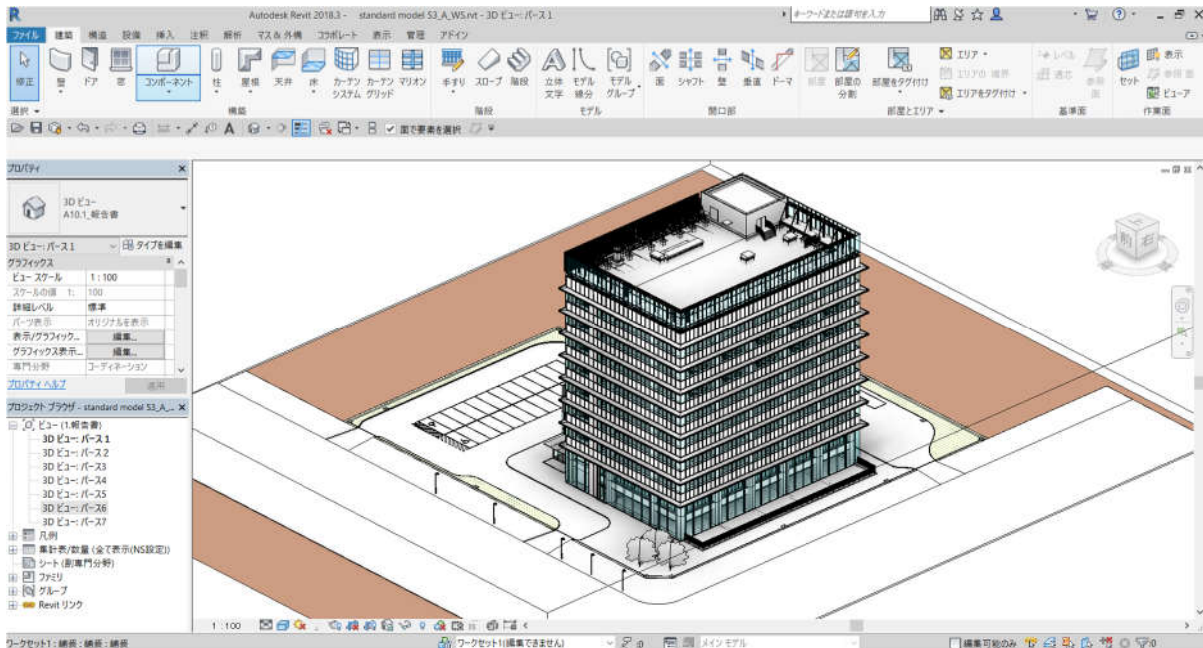 Autodesk Revit 2018.3 - standard model S3_A_WS.rvt - 3D ビュー: パース 1
キーワードまたは語句を入力
ファイル 建築 構造 設備 挿入 注釈 解析 マス & 外構 コラボレート 表示 管理 アドイン
修正 壁 ドア 窓 コンポーネント 柱 屋根 天井 床 カーテン システム カーテン グリッド マリオン 手すり スロープ 階段 立体 文字 モデル 線分 モデル グループ 面 シャフト 壁 垂直 ドーマ 部屋 部屋の 分割 部屋をタグ付け エリア エリアの 境界 エリアをタグ付け レベル 通芯 参照 面 セット 表示 参照面 ビューア
選択 構築 階段 モデル 開口部 部屋とエリア 基準面 作業面
面で要素を選択
プロパティ
3D ビュー
A10.1_報告書
3D ビュー: パース 1 タイプを編集
グラフィックス
ビュー スケール 1 : 100
スケールの値 1: 100
詳細レベル 標準
パーツ表示 オリジナルを表示
表示/グラフィック... 編集...
グラフィックス表示... 編集...
専門分野 コーディネーション
プロパティ ヘルプ 適用
プロジェクト ブラウザ - standard model S3_A_...
ビュー (1.報告書)
3D ビュー: パース 1
3D ビュー: パース 2
3D ビュー: パース3
3D ビュー: パース4
3D ビュー: パース5
3D ビュー: パース6
3D ビュー: パース7
凡例
集計表/数量 (全て表示(NS設定))
シート (副専門分野)
ファミリ
グループ
Revit リンク
上
前 右
1 : 100
ワークセット1 : 舗装 : 舗装 : 舗装 ワークセット1(編集できません) :0 メイン モデル 編集可能のみ :0